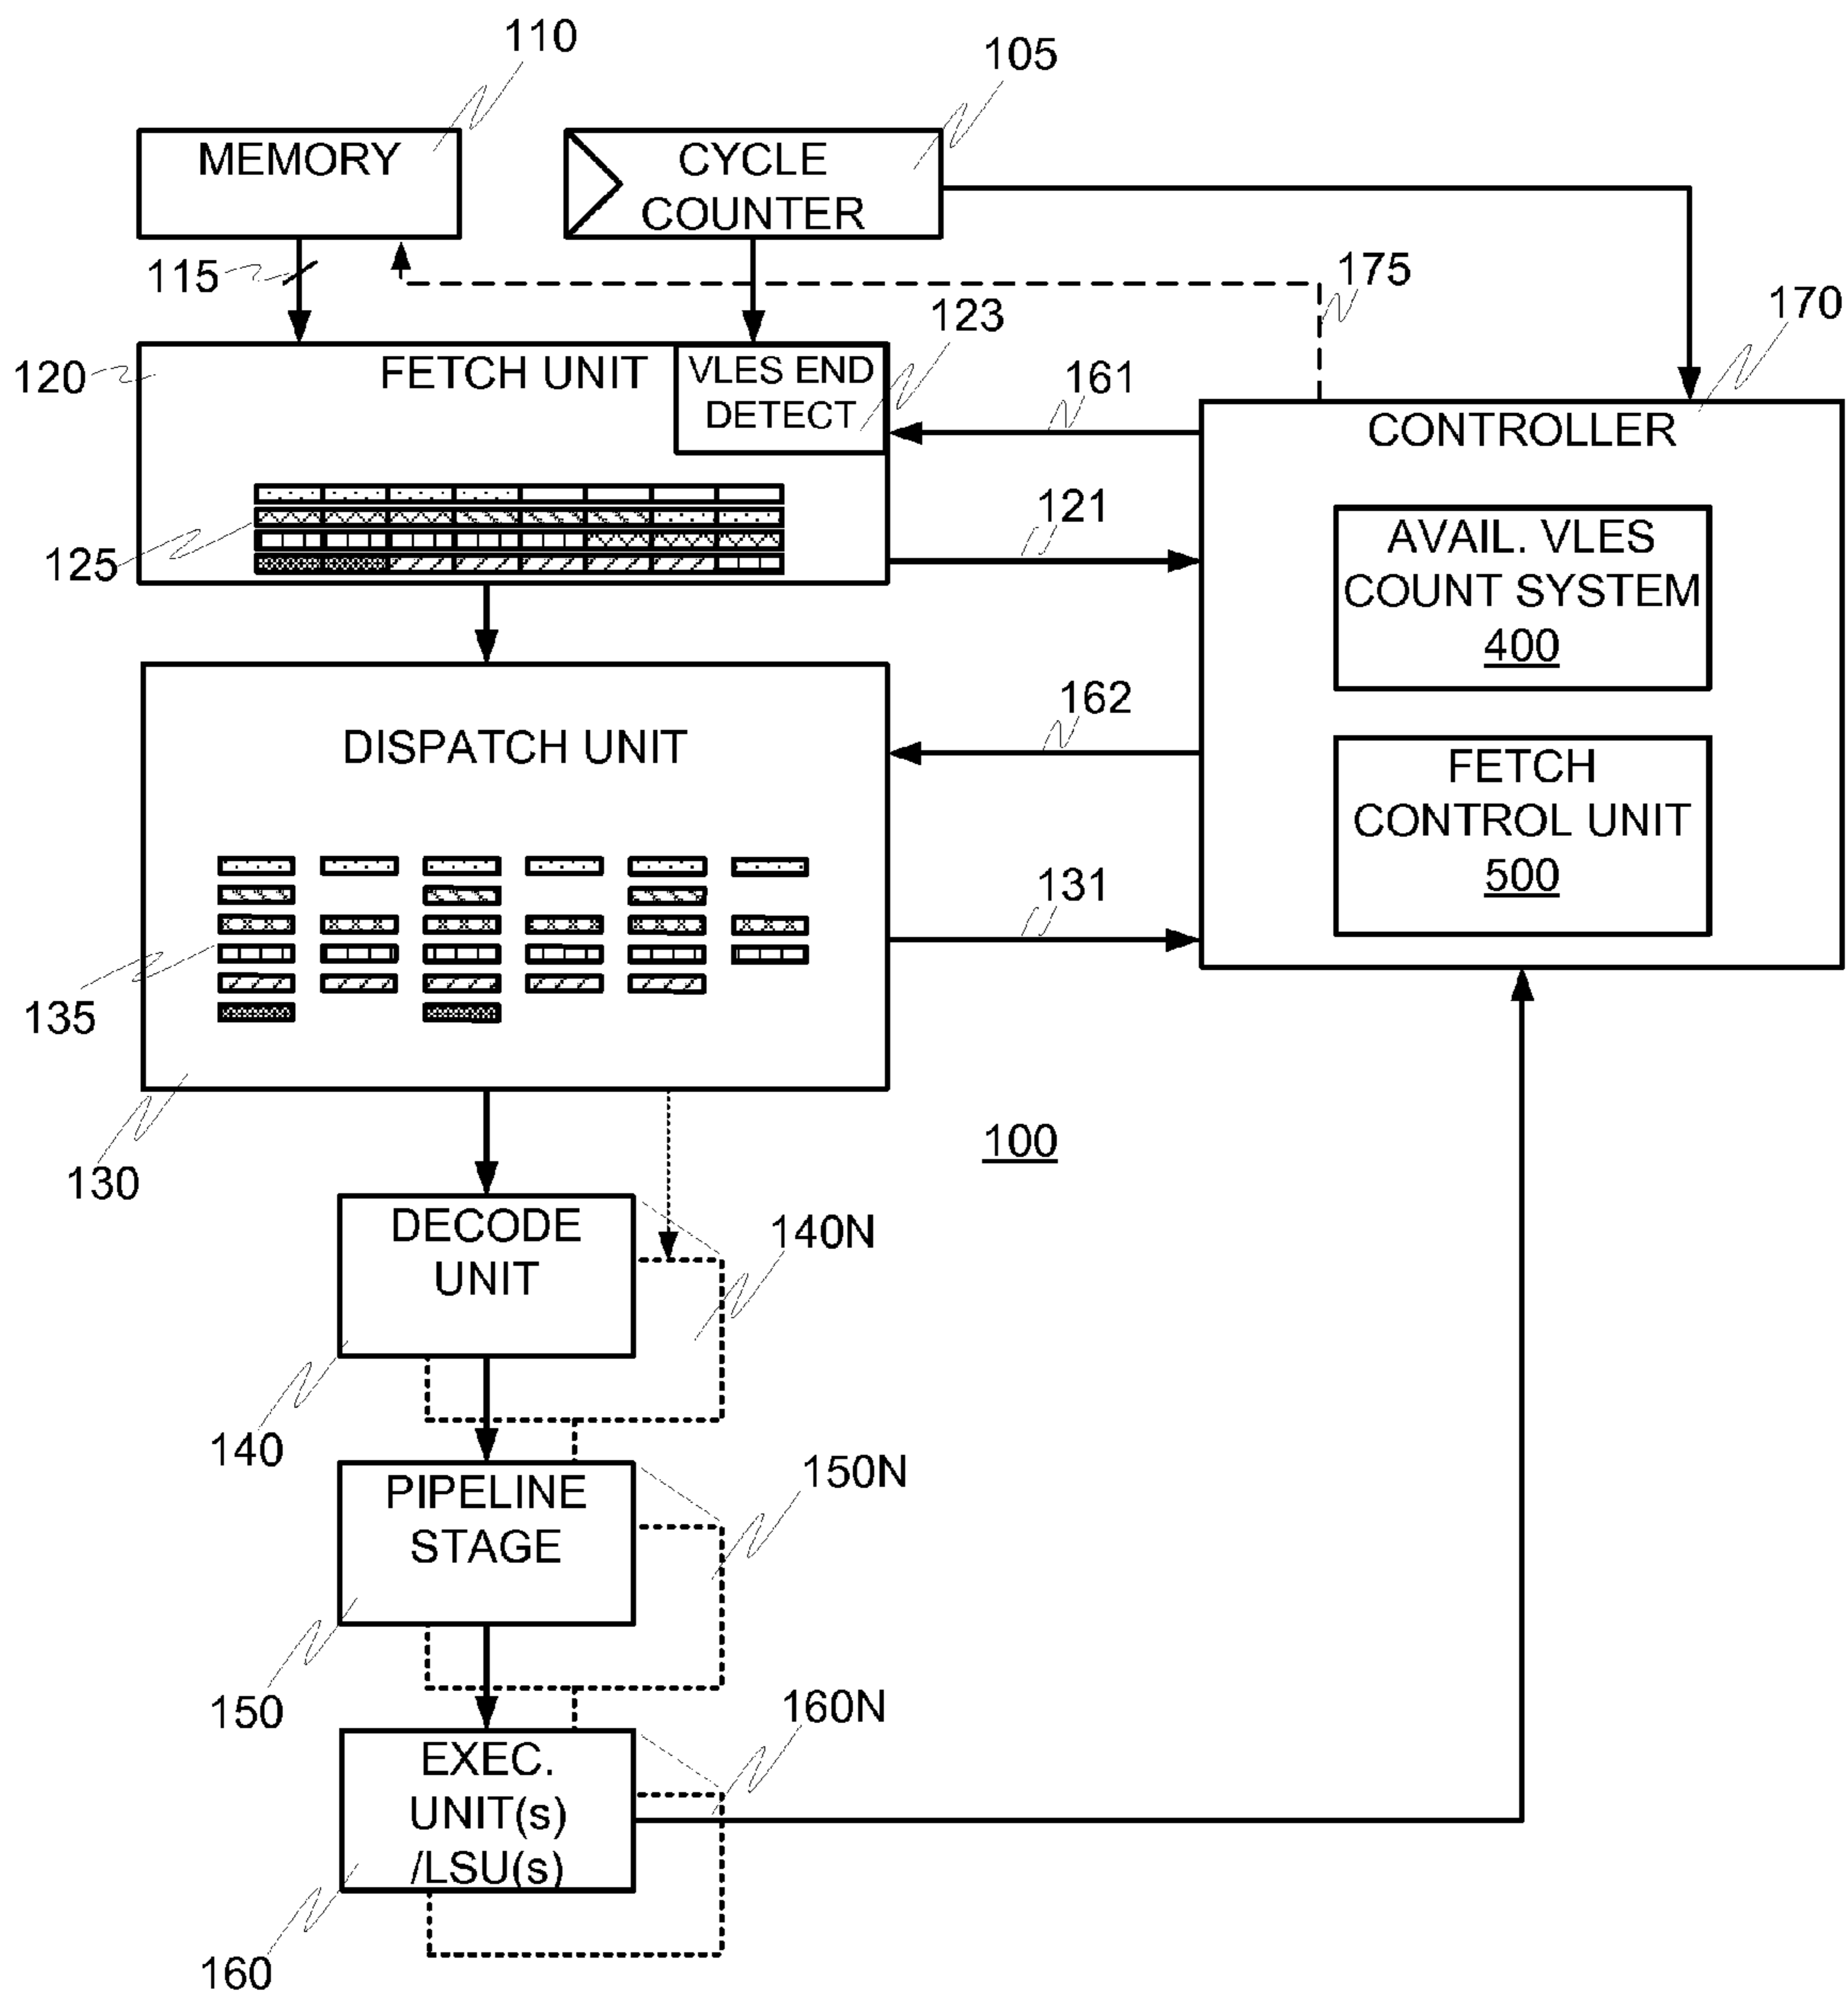 110
105
MEMORY
CYCLE
COUNTER
115
175
123
170
120
FETCH UNIT
VLES END
DETECT
161
CONTROLLER
125
121
AVAIL. VLES
COUNT SYSTEM
400
162
DISPATCH UNIT
FETCH
CONTROL UNIT
500
131
135
130
100
DECODE
UNIT
140N
140
PIPELINE
STAGE
150N
150
EXEC.
UNIT(s)
/LSU(s)
160N
160